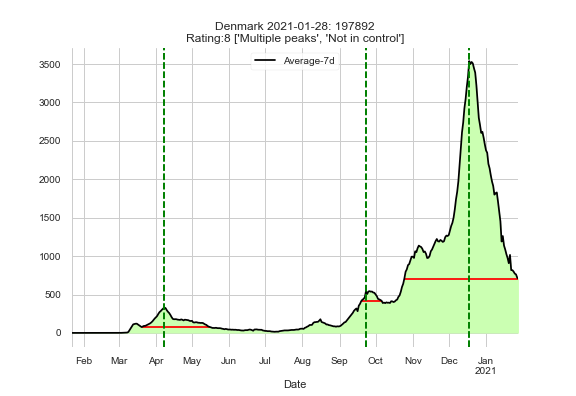 Denmark 2021-01-28: 197892
Rating:8 ['Multiple peaks', 'Not in control']
Average-7d
3500
3000
2500
2000
1500
1000
500
0
Feb Mar Apr May Jun Jul Aug Sep Oct Nov Dec Jan
2021
Date